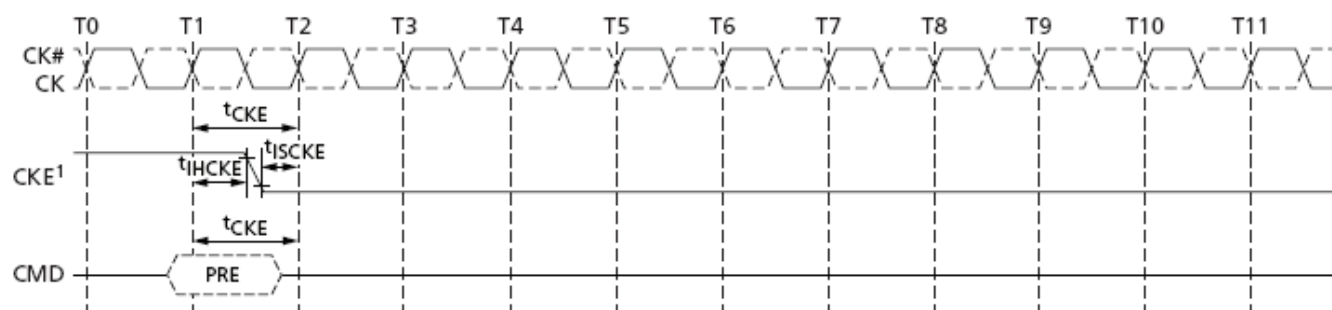 T0 T1 T2 T3 T4 T5 T6 T7 T8 T9 T10 T11
CK#
CK
tCKE
tISCKE
tIHCKE
CKE¹
tCKE
CMD PRE